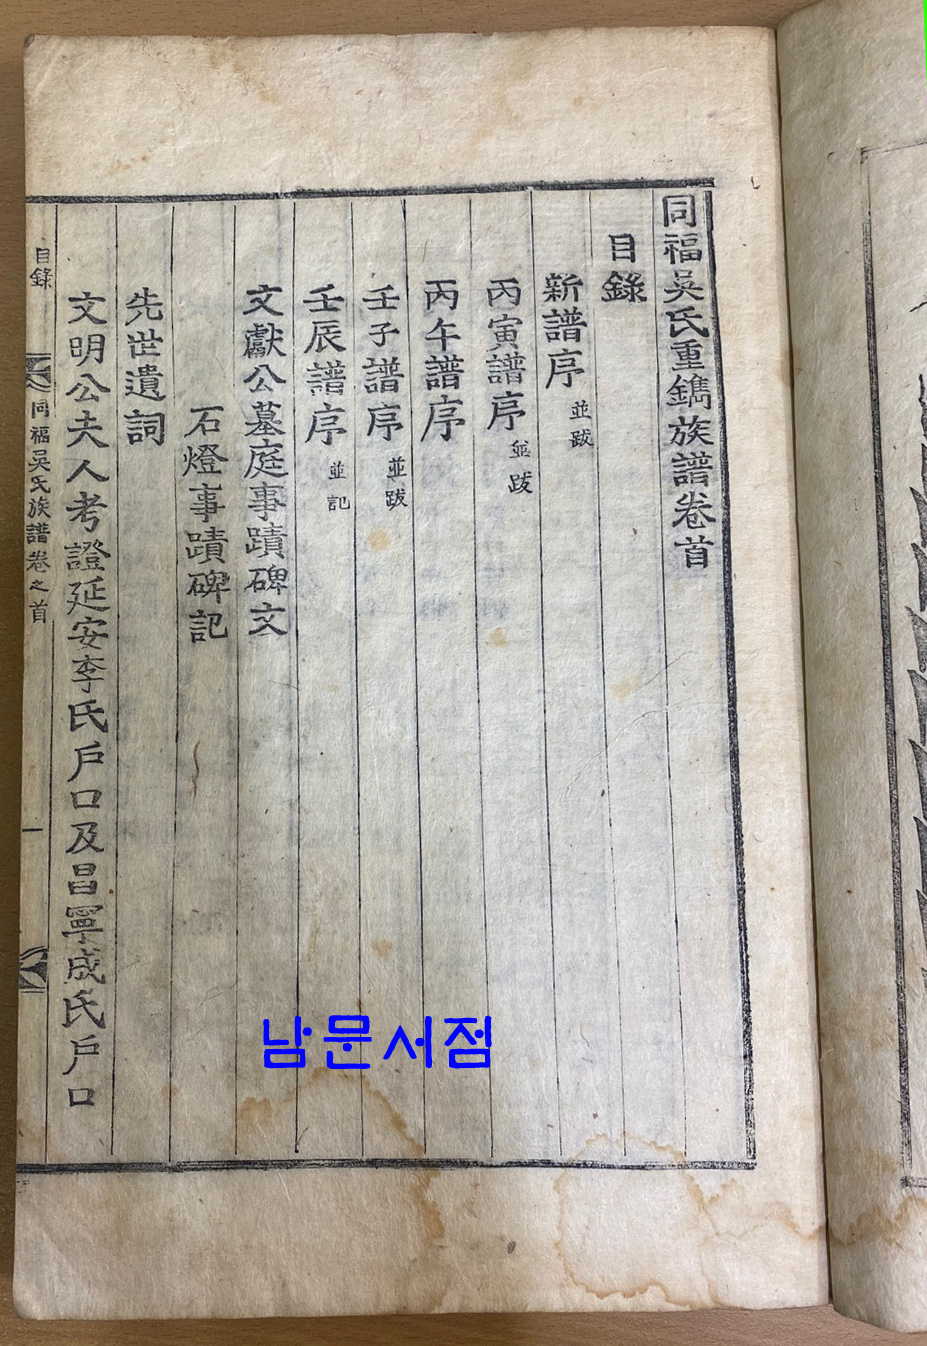 同福吳氏重鐫族譜卷首
目錄
新譜序 並跋
丙寅譜序 並跋
丙午譜序
壬子譜序 並跋
壬辰譜序 並記
文獻公墓庭事蹟碑文
石燈事蹟碑記
先世遺詞
文明公夫人考證延安李氏戶口及昌寧成氏戶口
目錄
同福吳氏族譜卷之首
一
남문서점